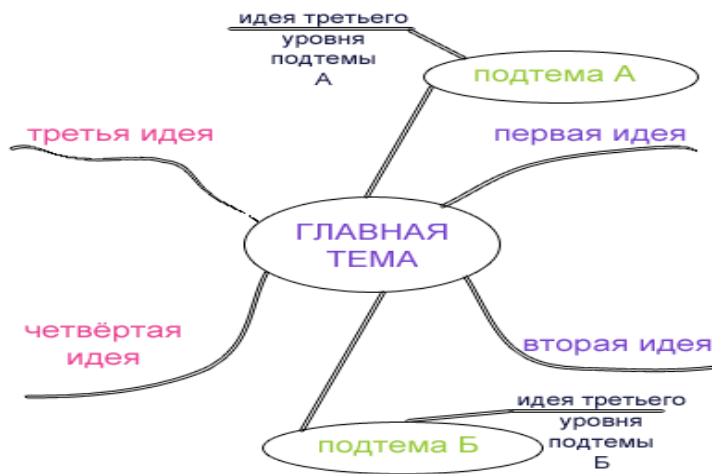 идея третьего
уровня
подтемы
А
подтема А
третья идея
первая идея
ГЛАВНАЯ
ТЕМА
четвёртая
идея
вторая идея
идея третьего
уровня
подтемы
Б
подтема Б